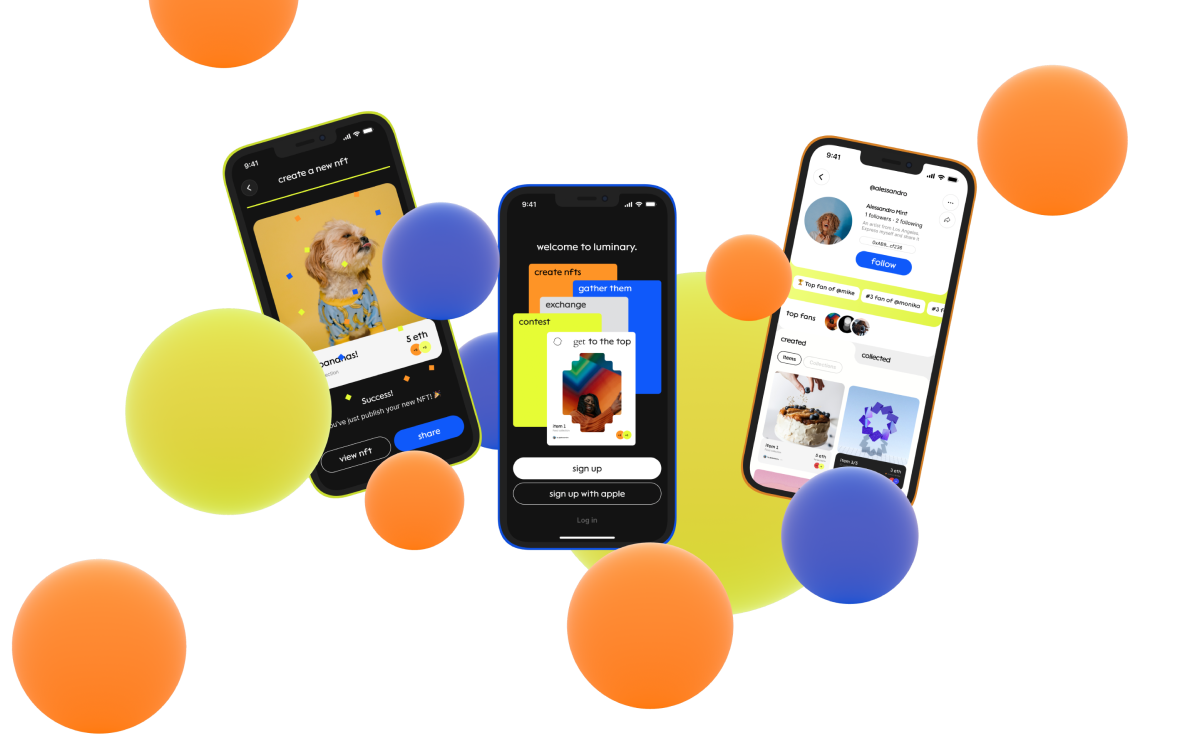 9:41
create a new nft
bananas!
5 eth
Success!
You've just publish your new NFT! 🎉
view nft
share
9:41
welcome to luminary.
create nfts
gather them
exchange
contest
get to the top
item 1
sign up
sign up with apple
Log in
9:41
@alessandro
Alessandro Mint
1 followers • 2 following
An artist from Los Angeles.
Express myself and share it
follow
🏆 Top fan of @mike
#3 fan of @monika
#3 f
top fans
created
collected
Items
Collections
item 1
5 eth
item 1/5
3 eth